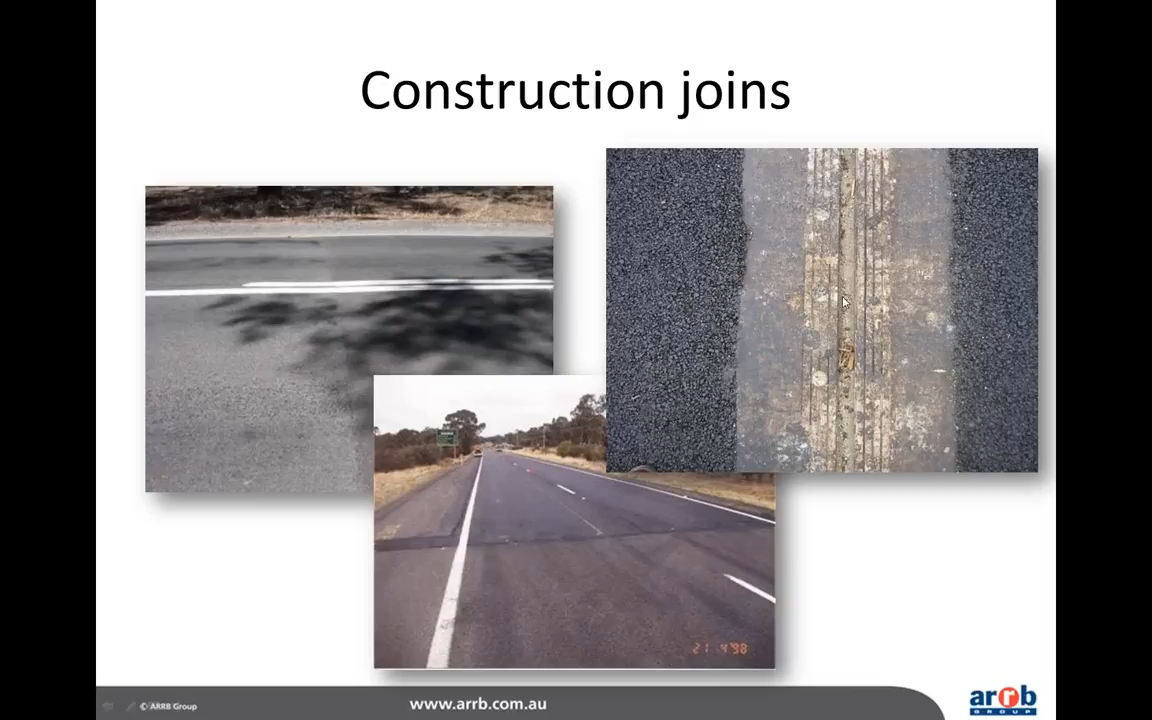 Construction joins
21 4'98
© ARRB Group
www.arrb.com.au
arrb
GROUP